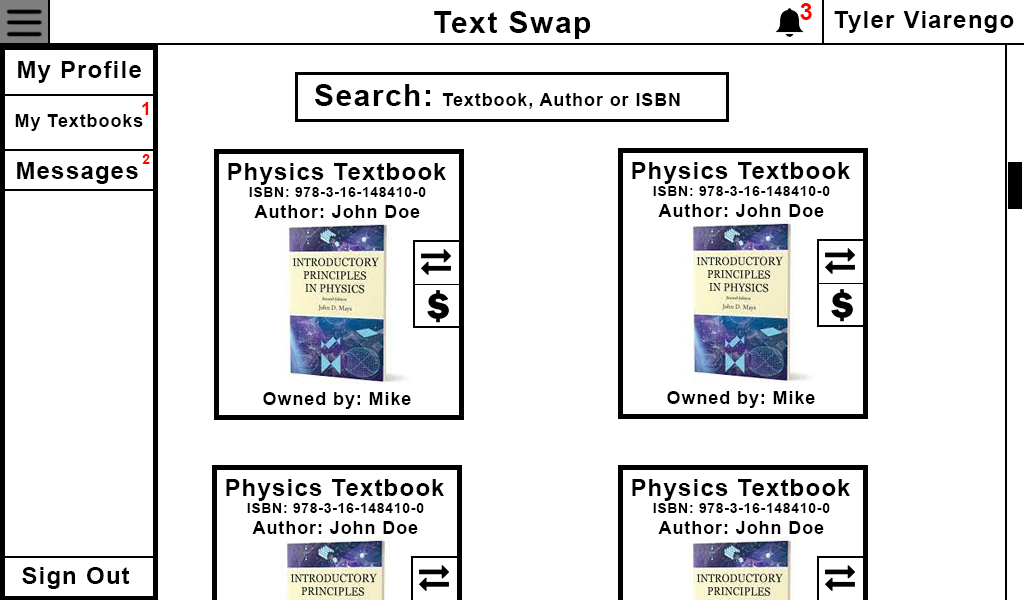 Text Swap
3
Tyler Viarengo
My Profile
My Textbooks 1
Messages 2
Sign Out
Search: Textbook, Author or ISBN
Physics Textbook
ISBN: 978-3-16-148410-0
Author: John Doe
INTRODUCTORY
PRINCIPLES
IN PHYSICS
Second Edition
John D. Mays
$
Owned by: Mike
Physics Textbook
ISBN: 978-3-16-148410-0
Author: John Doe
INTRODUCTORY
PRINCIPLES
IN PHYSICS
Second Edition
John D. Mays
$
Owned by: Mike
Physics Textbook
ISBN: 978-3-16-148410-0
Author: John Doe
INTRODUCTORY
PRINCIPLES
Physics Textbook
ISBN: 978-3-16-148410-0
Author: John Doe
INTRODUCTORY
PRINCIPLES